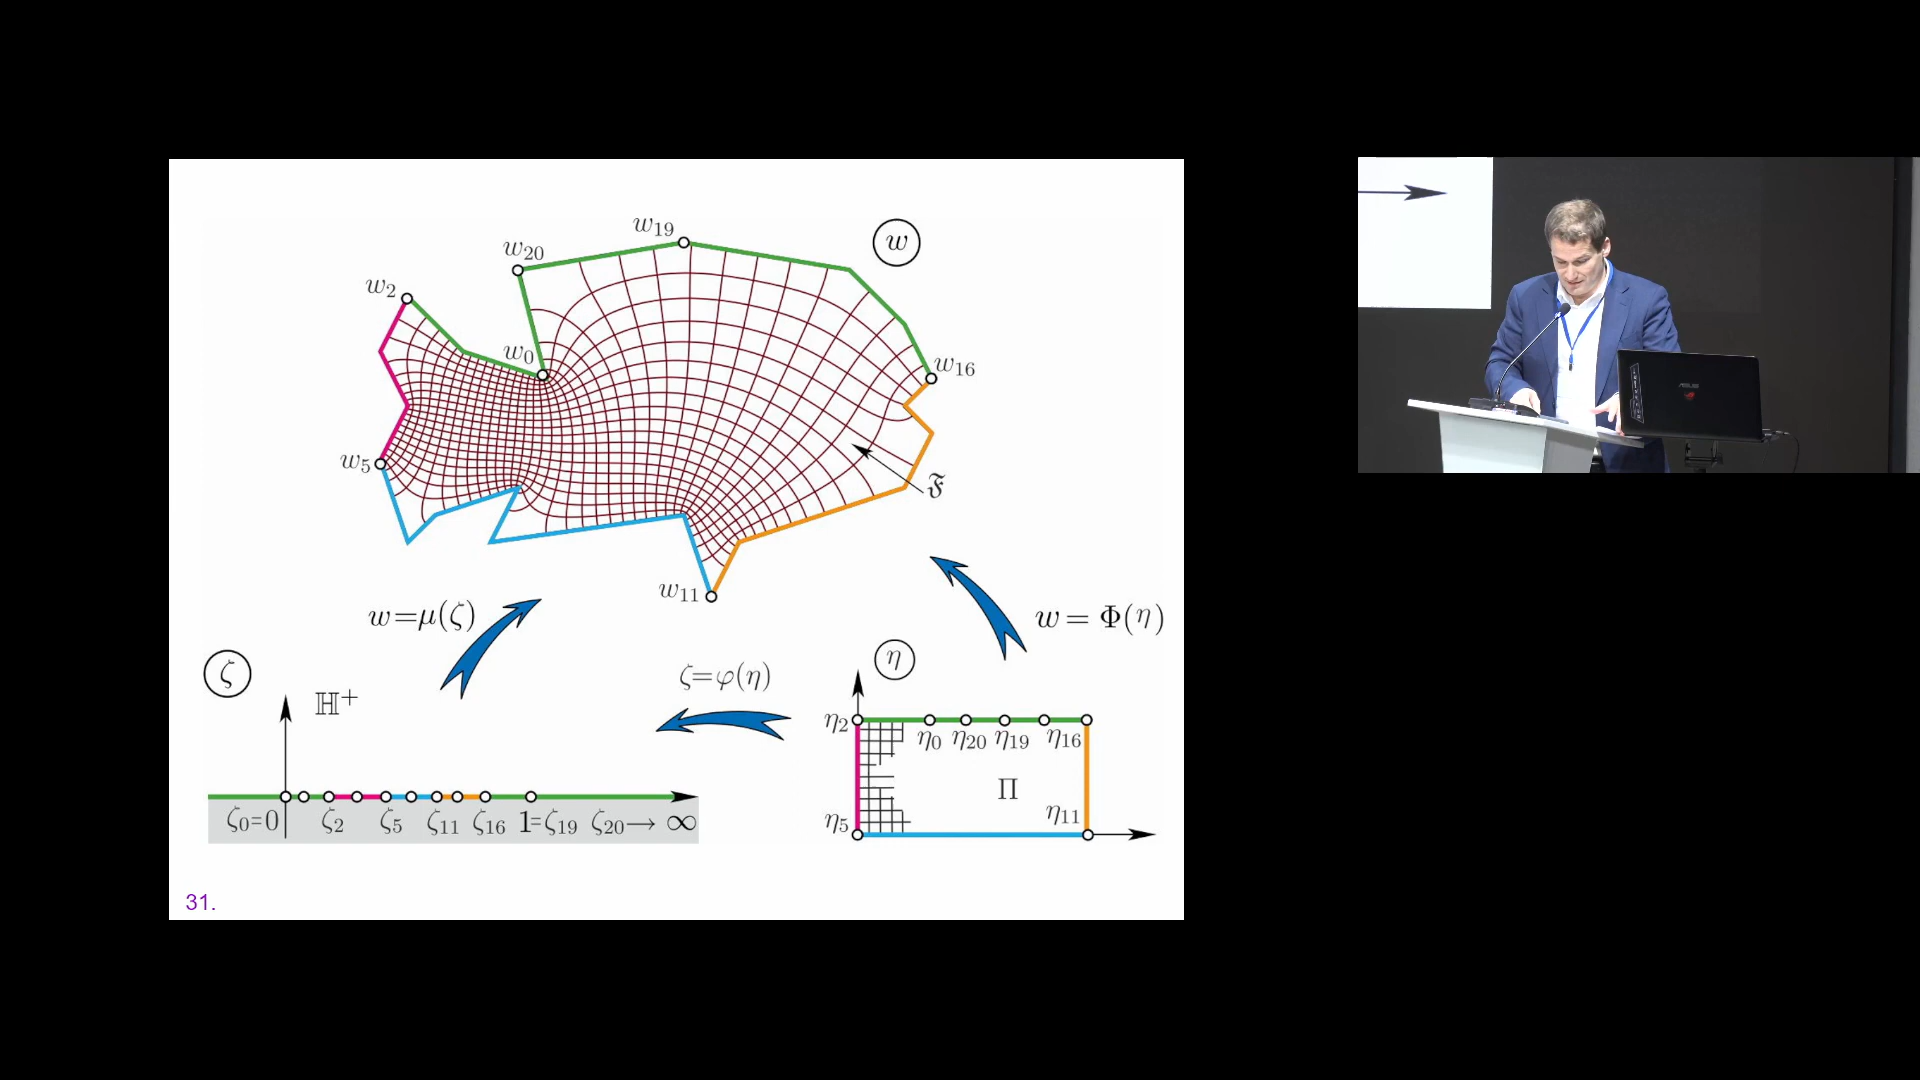 w₁₉
w
w₂₀
w₂
w₀
w₁₆
w₅
𝔉
w₁₁
w=μ(ζ)
w = Φ(η)
ζ
η
ζ=φ(η)
ℍ⁺
η₂
η₀ η₂₀ η₁₉ η₁₆
Π
η₅
η₁₁
ζ₀=0 ζ₂ ζ₅ ζ₁₁ ζ₁₆ 1=ζ₁₉ ζ₂₀→ ∞
31.
ASUS